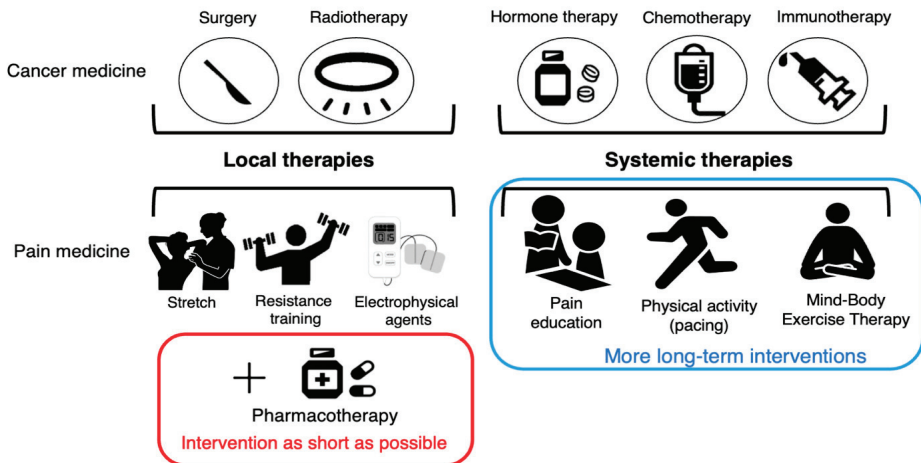 Surgery
Radiotherapy
Hormone therapy
Chemotherapy
Immunotherapy
Cancer medicine
Local therapies
Systemic therapies
Pain medicine
015
Stretch
Resistance
training
Electrophysical
agents
Pain
education
Physical activity
(pacing)
Mind-Body
Exercise Therapy
More long-term interventions
+
Pharmacotherapy
Intervention as short as possible